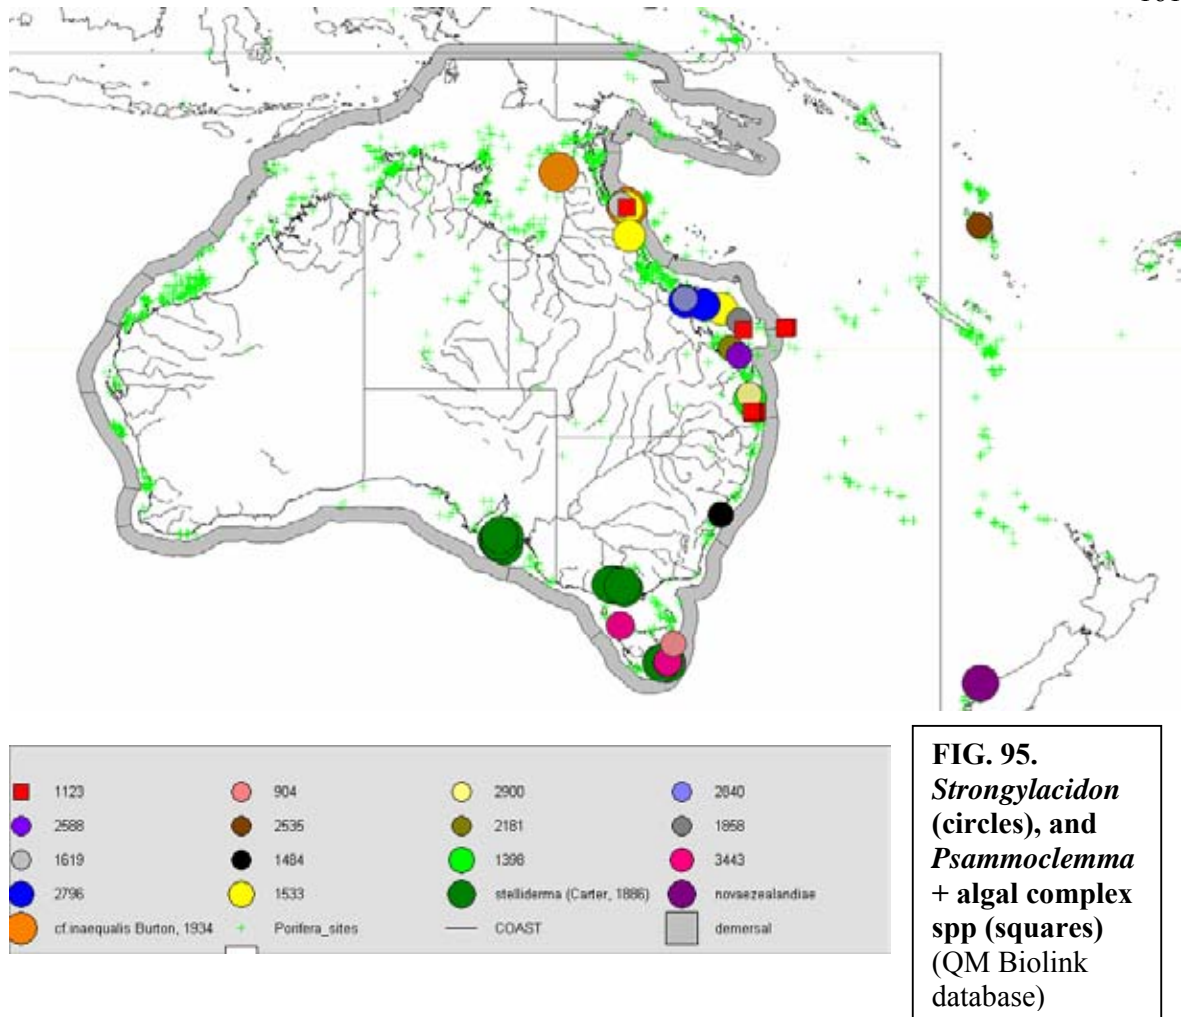 1123 904 2900 2840
2588 2535 2181 1858
1619 1484 1398 3443
2796 1533 stelliderma (Carter, 1886) novaezealandiae
cf.inaequalis Burton, 1934 Porifera_sites COAST demersal
FIG. 95.
Strongylacidon
(circles), and
Psammoclemma
+ algal complex
spp (squares)
(QM Biolink
database)